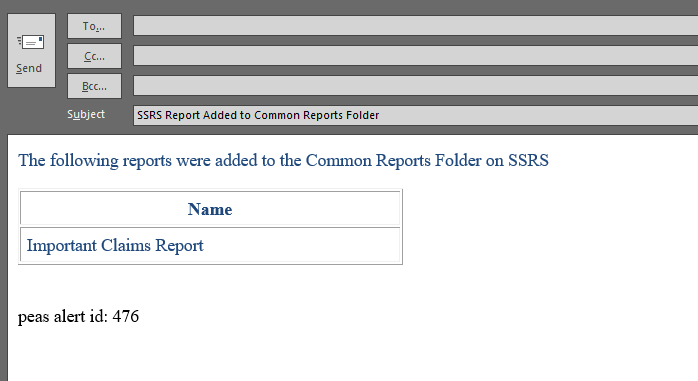 To...
Cc...
Send
Bcc...
Subject SSRS Report Added to Common Reports Folder
The following reports were added to the Common Reports Folder on SSRS
Name
Important Claims Report
peas alert id: 476